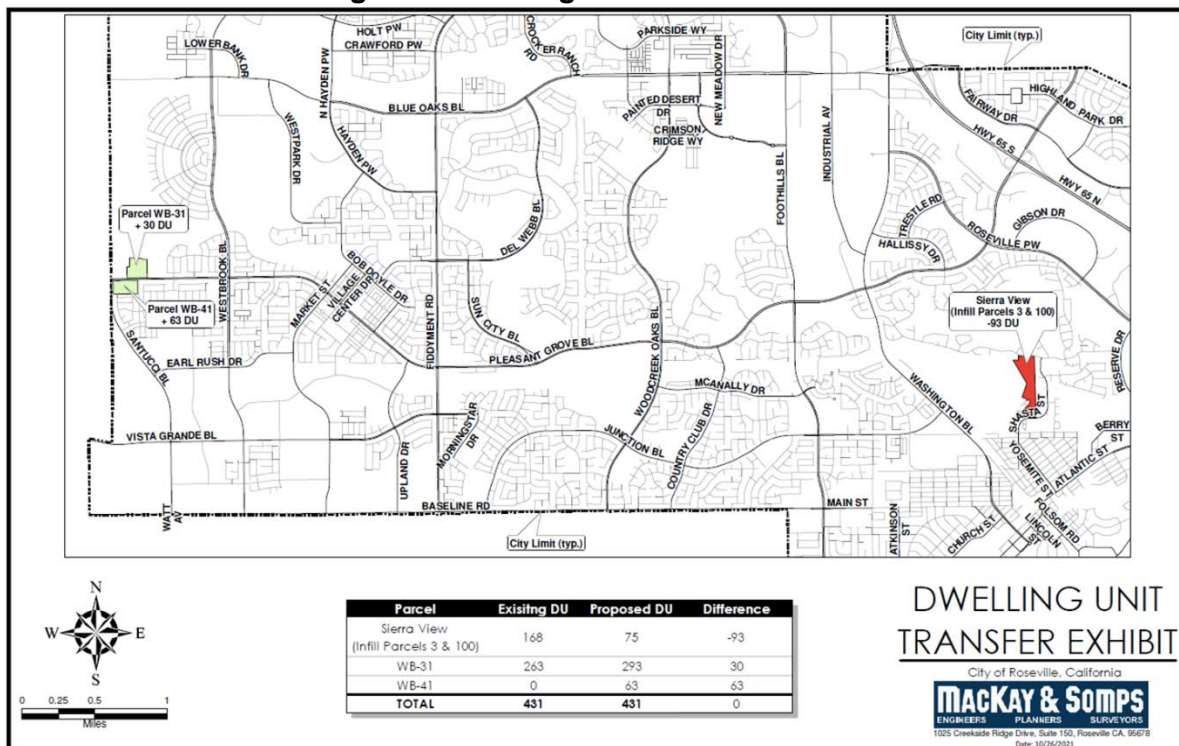 HOLT PW
CRAWFORD PW
LOWER BANK DR
CROCKER RANCH
RD
PARKSIDE WY
NEW MEADOW DR
City Limit (typ.)
N HAYDEN PW
BLUE OAKS BL
PAINTED DESERT
DR
CRIMSON
RIDGE WY
FAIRWAY DR
HIGHLAND PARK DR
HWY 65 S
HWY 65 N
WESTPARK DR
HAYDEN PW
INDUSTRIAL AV
FOOTHILLS BL
TRESTLE RD
HALLISSY DR
ROSEVILLE PW
GIBSON DR
Parcel WB-31
+ 30 DU
Parcel WB-41
+ 63 DU
WESTBROOK BL
DEL WEBB BL
BOB DOYLE DR
VILLAGE
CENTER DR
MARKET ST
SUN CITY BL
FIDDYMENT RD
PLEASANT GROVE BL
WOODCREEK OAKS BL
Sierra View
(Infill Parcels 3 & 100)
-93 DU
SANTUCCI BL
EARL RUSH DR
MCANALLY DR
WASHINGTON BL
RESERVE DR
SHASTA ST
VISTA GRANDE BL
UPLAND DR
MORNINGSTAR
DR
JUNCTION BL
COUNTRY CLUB DR
YOSEMITE ST
BERRY
ST
ATLANTIC ST
WATT
AV
BASELINE RD
MAIN ST
ATKINSON
ST
CHURCH ST
FOLSOM RD
LINCOLN
ST
City Limit (typ.)
N
W E
S
0 0.25 0.5 1
Miles
Parcel Exisitng DU Proposed DU Difference
Sierra View
(Infill Parcels 3 & 100) 168 75 -93
WB-31 263 293 30
WB-41 0 63 63
TOTAL 431 431 0
DWELLING UNIT
TRANSFER EXHIBIT
City of Roseville, California
MACKAY & SOMPS
ENGINEERS PLANNERS SURVEYORS
1025 Creekside Ridge Drive, Suite 150, Roseville CA. 95678
Date: 10/26/2021